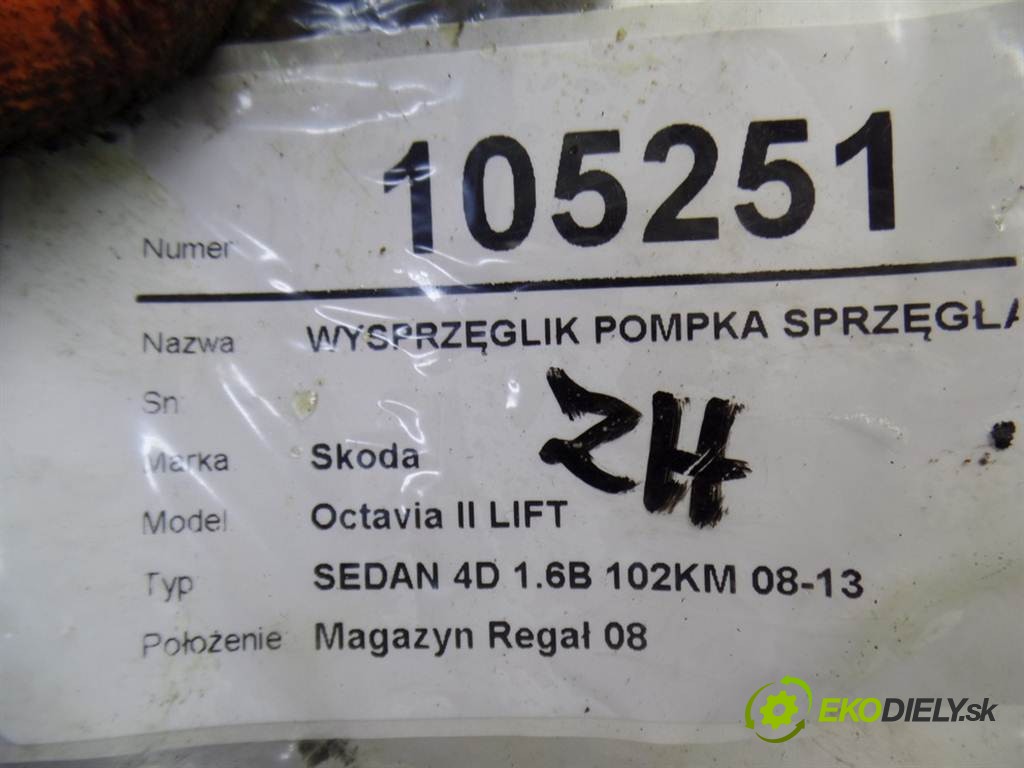 Numer 105251
Nazwa WYSPRZĘGLIK POMPKA SPRZĘGŁA
Sn
Marka Skoda
ZH
Model Octavia II LIFT
Typ SEDAN 4D 1.6B 102KM 08-13
Położenie Magazyn Regał 08
EKODIELY.sk